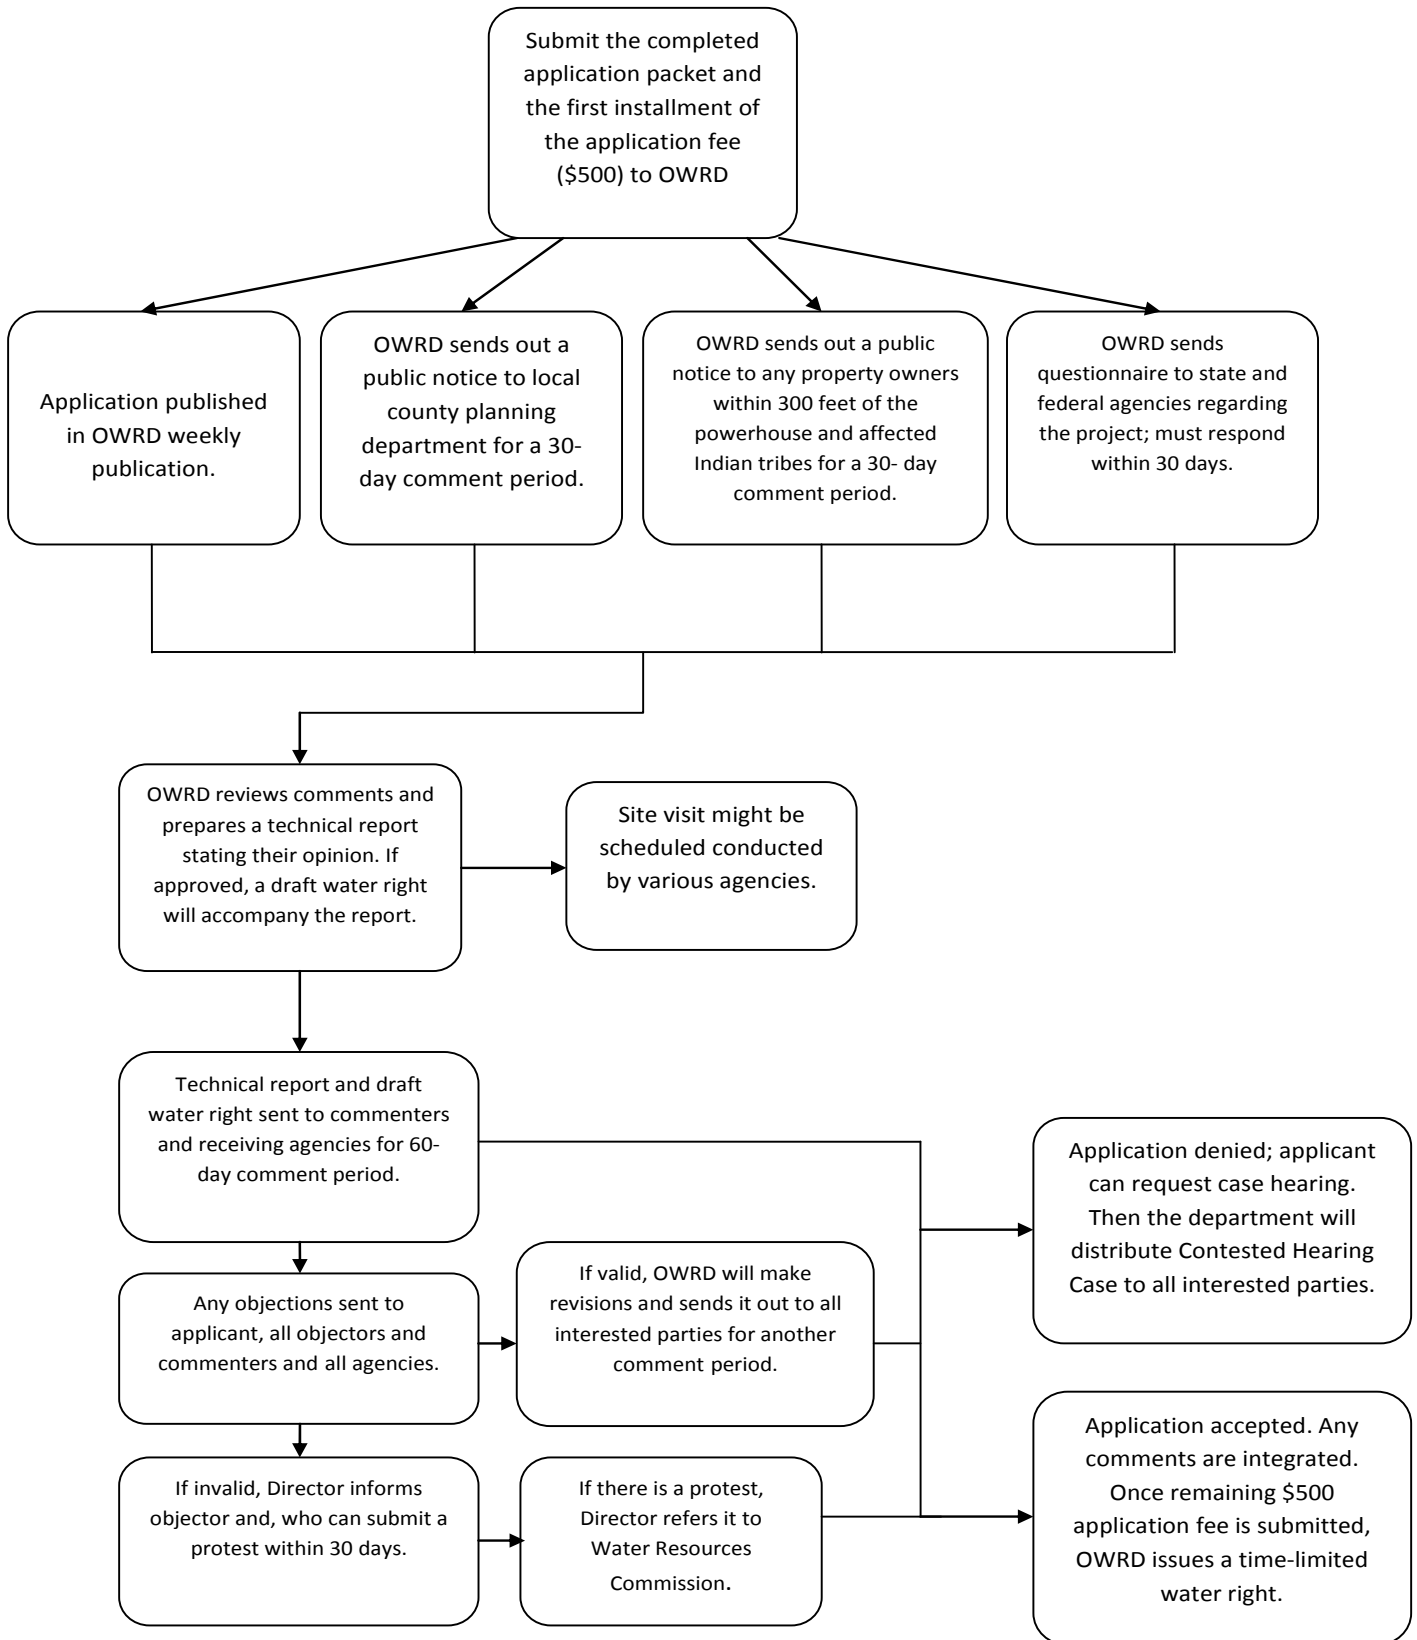 Submit the completed
application packet and
the first installment of
the application fee
($500) to OWRD
Application published
in OWRD weekly
publication.
OWRD sends out a
public notice to local
county planning
department for a 30-
day comment period.
OWRD sends out a public
notice to any property owners
within 300 feet of the
powerhouse and affected
Indian tribes for a 30- day
comment period.
OWRD sends
questionnaire to state and
federal agencies regarding
the project; must respond
within 30 days.
OWRD reviews comments and
prepares a technical report
stating their opinion. If
approved, a draft water right
will accompany the report.
Site visit might be
scheduled conducted
by various agencies.
Technical report and draft
water right sent to commenters
and receiving agencies for 60-
day comment period.
Application denied; applicant
can request case hearing.
Then the department will
distribute Contested Hearing
Case to all interested parties.
Any objections sent to
applicant, all objectors and
commenters and all agencies.
If valid, OWRD will make
revisions and sends it out to all
interested parties for another
comment period.
If invalid, Director informs
objector and, who can submit a
protest within 30 days.
If there is a protest,
Director refers it to
Water Resources
Commission.
Application accepted. Any
comments are integrated.
Once remaining $500
application fee is submitted,
OWRD issues a time-limited
water right.